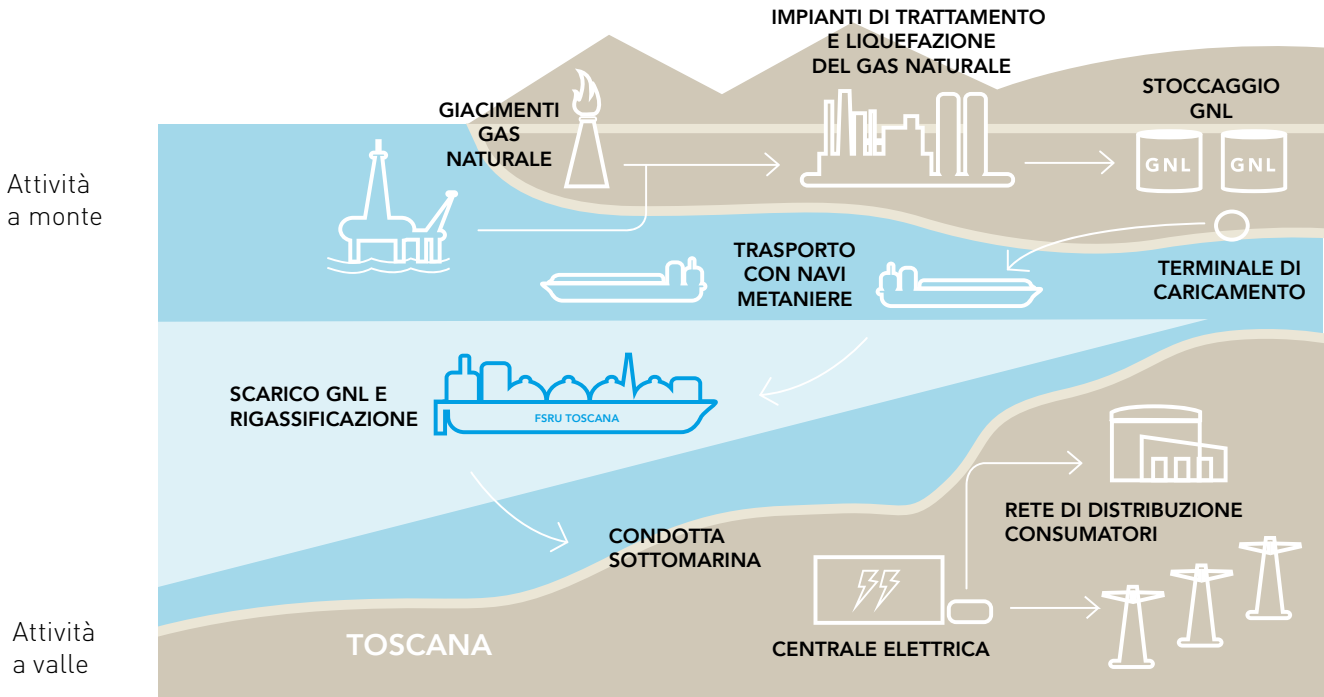 IMPIANTI DI TRATTAMENTO
E LIQUEFAZIONE
DEL GAS NATURALE
STOCCAGGIO
GNL
GIACIMENTI
GAS
NATURALE
GNL
GNL
Attività
a monte
TRASPORTO
CON NAVI
METANIERE
TERMINALE DI
CARICAMENTO
SCARICO GNL E
RIGASSIFICAZIONE
FSRU TOSCANA
RETE DI DISTRIBUZIONE
CONSUMATORI
CONDOTTA
SOTTOMARINA
Attività
a valle
TOSCANA
CENTRALE ELETTRICA